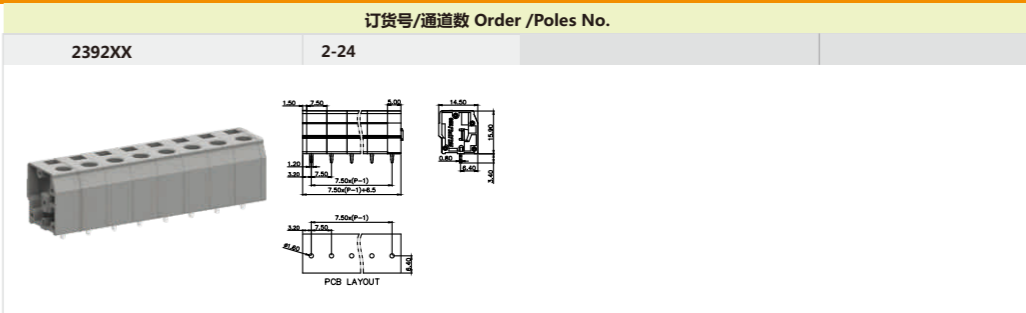 订货号/通道数 Order /Poles No.
2392XX 2-24
1.50 7.50 5.00 14.50
15.90
1.20 0.80
3.20 7.50 6.40 3.40
7.50x(P-1)
7.50x(P-1)+6.5
7.50x(P-1)
3.20 7.50
ø1.60
6.40
PCB LAYOUT